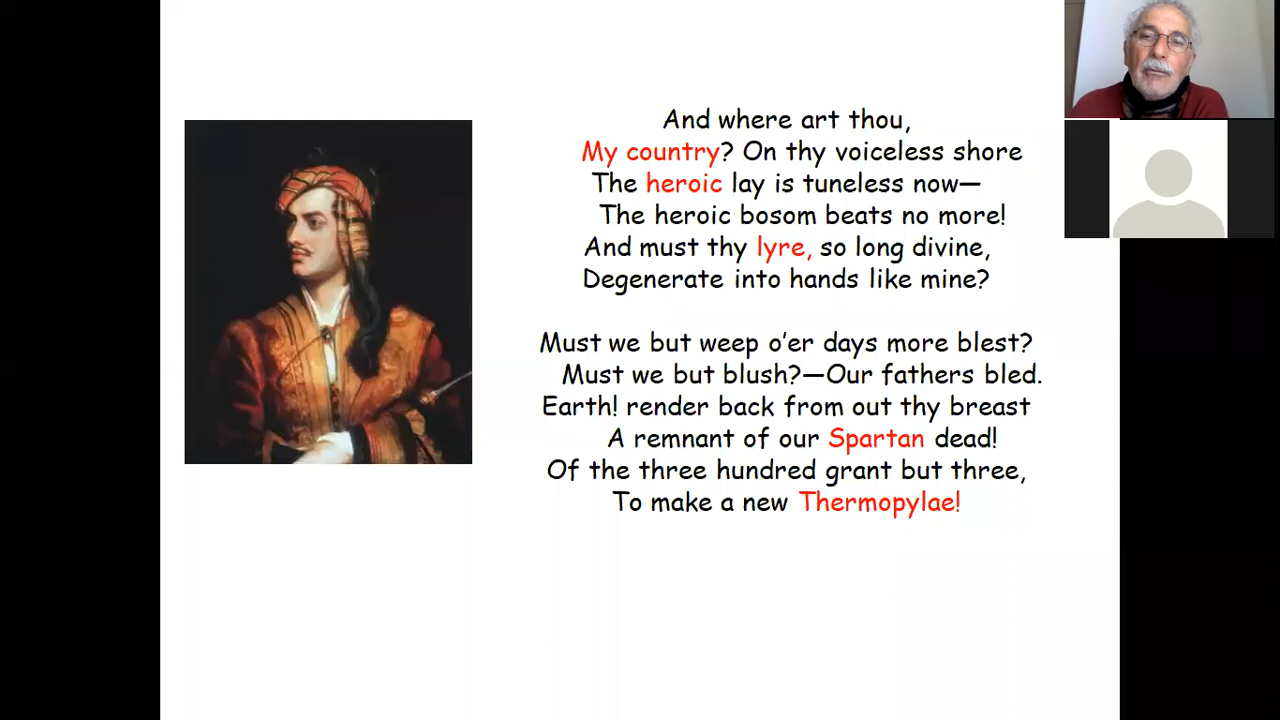 And where art thou,
My country? On thy voiceless shore
The heroic lay is tuneless now—
The heroic bosom beats no more!
And must thy lyre, so long divine,
Degenerate into hands like mine?
Must we but weep o’er days more blest?
Must we but blush?—Our fathers bled.
Earth! render back from out thy breast
A remnant of our Spartan dead!
Of the three hundred grant but three,
To make a new Thermopylae!